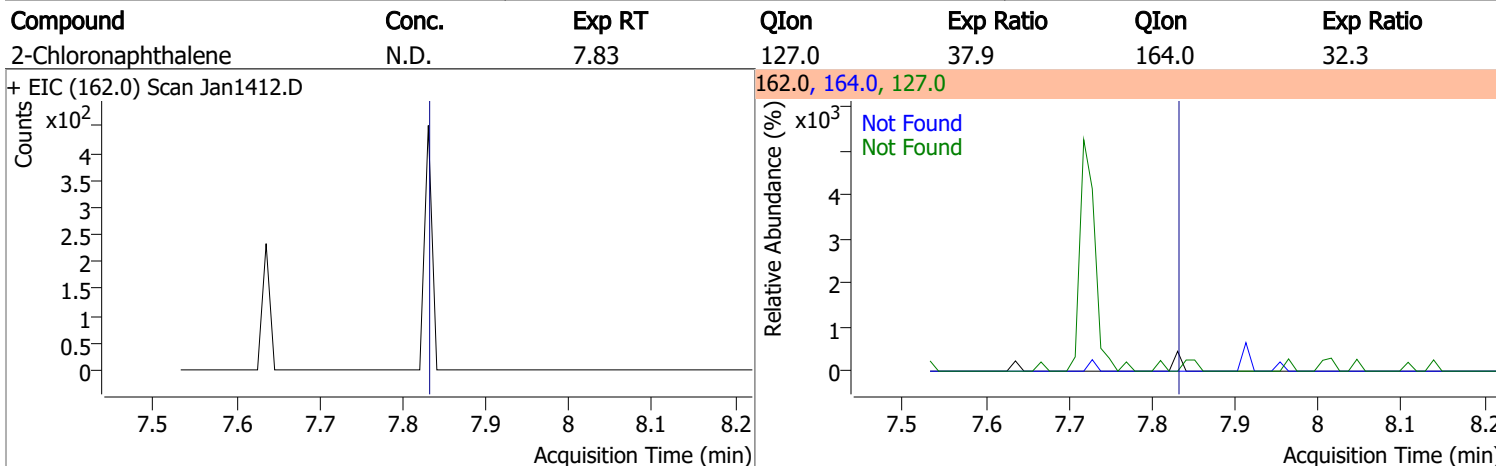 Compound Conc. Exp RT QIon Exp Ratio QIon Exp Ratio
2-Chloronaphthalene N.D. 7.83 127.0 37.9 164.0 32.3
+ EIC (162.0) Scan Jan1412.D
Counts
x10²
4
3.5
3
2.5
2
1.5
1
0.5
0
7.5 7.6 7.7 7.8 7.9 8 8.1 8.2
Acquisition Time (min)
162.0, 164.0, 127.0
Relative Abundance (%)
x10³
Not Found
Not Found
4
3
2
1
0
7.5 7.6 7.7 7.8 7.9 8 8.1 8.2
Acquisition Time (min)